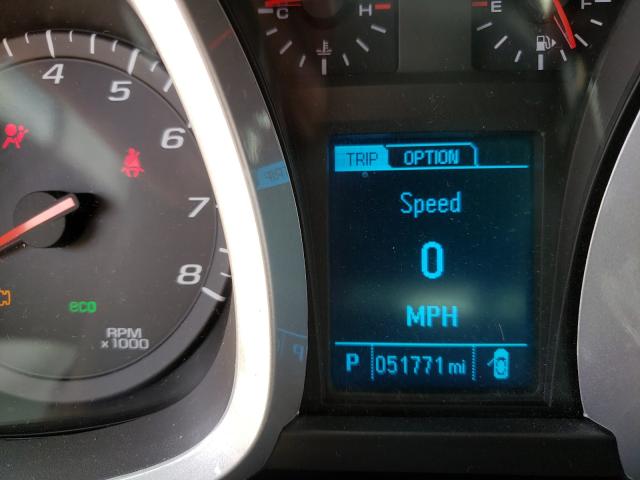 C H
E F
4
5
6
7
8
eco
RPM
x1000
TRIP OPTION
Speed
0
MPH
P 051771 mi